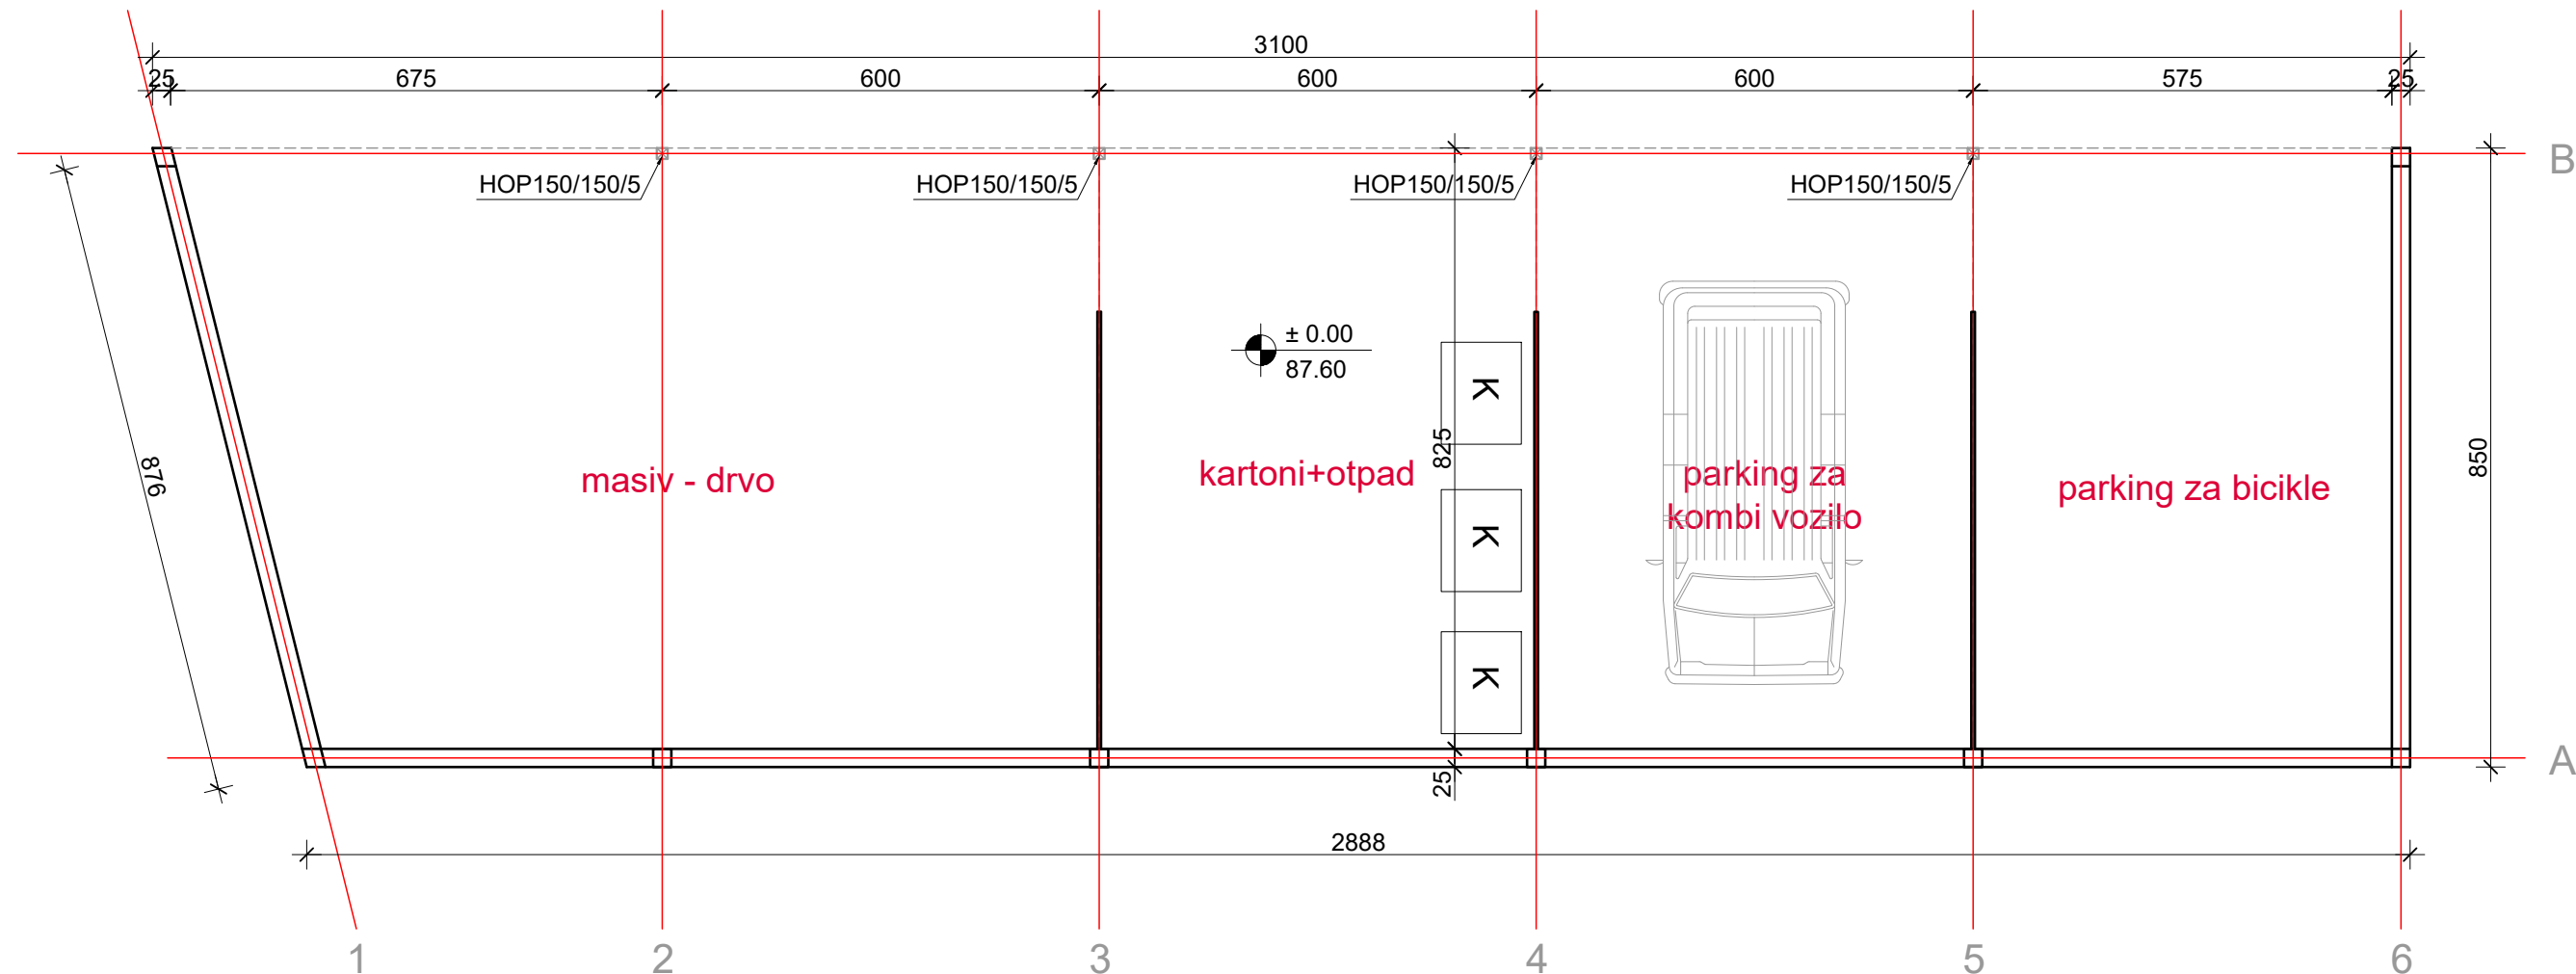 3100
25
675
600
600
600
575
25
B
HOP150/150/5
HOP150/150/5
HOP150/150/5
HOP150/150/5
± 0.00
87.60
K
876
825
850
masiv - drvo
kartoni+otpad
parking za
kombi vozilo
parking za bicikle
K
K
A
25
2888
1
2
3
4
5
6